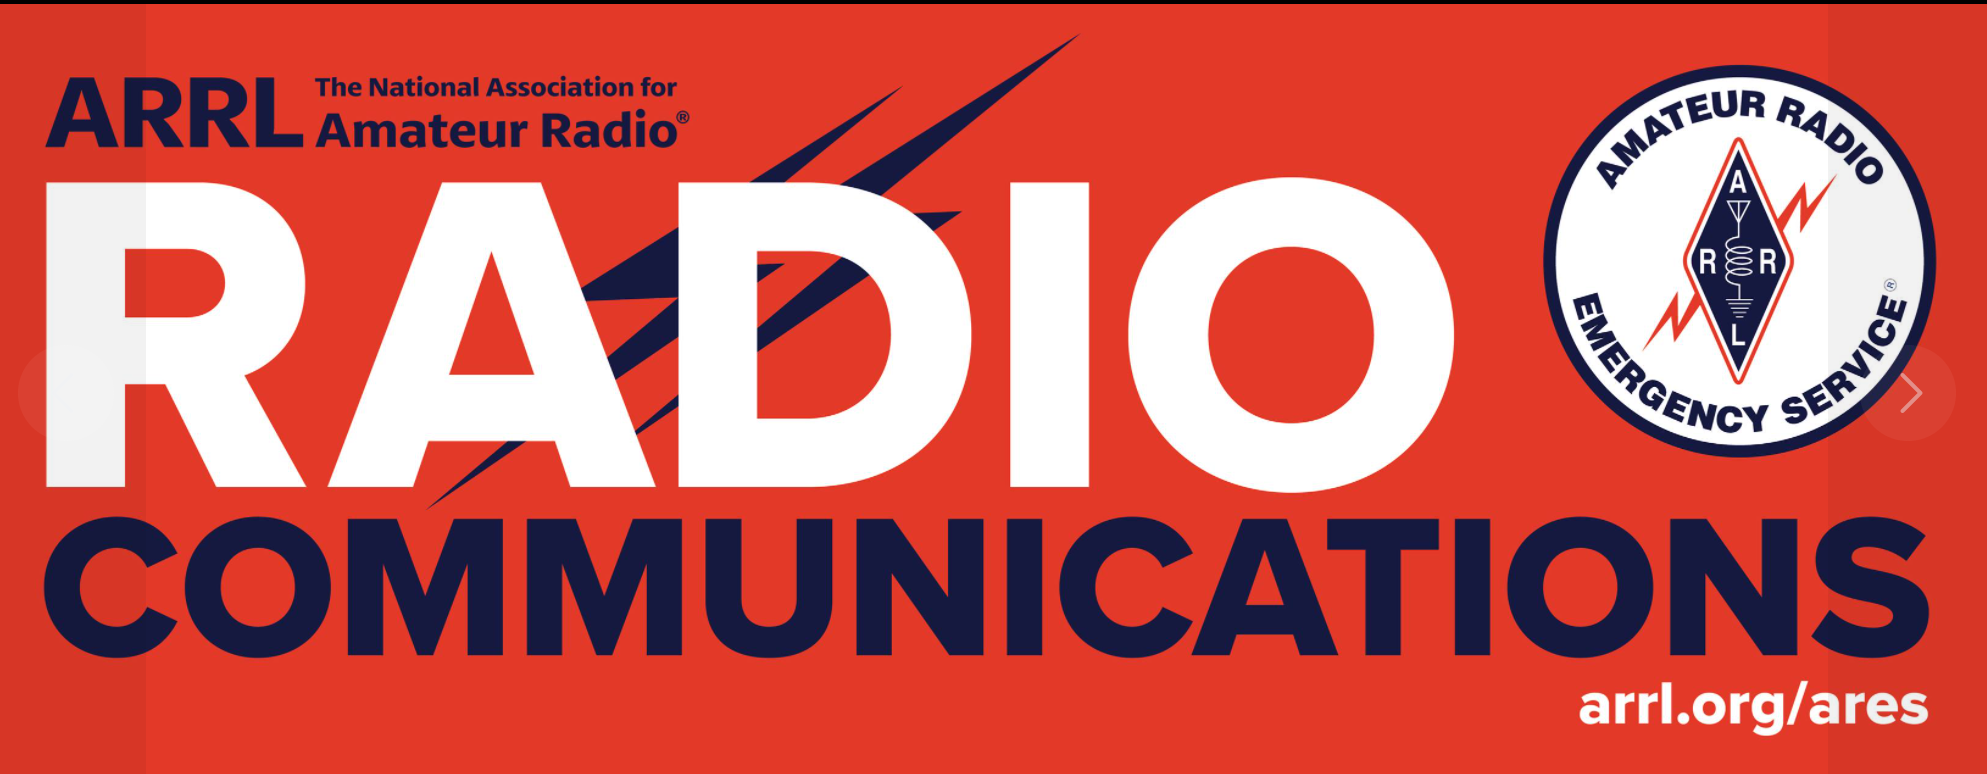 ARRL The National Association for
Amateur Radio®
RADIO
COMMUNICATIONS
AMATEUR RADIO
A
R R
L
EMERGENCY SERVICE®
arrl.org/ares